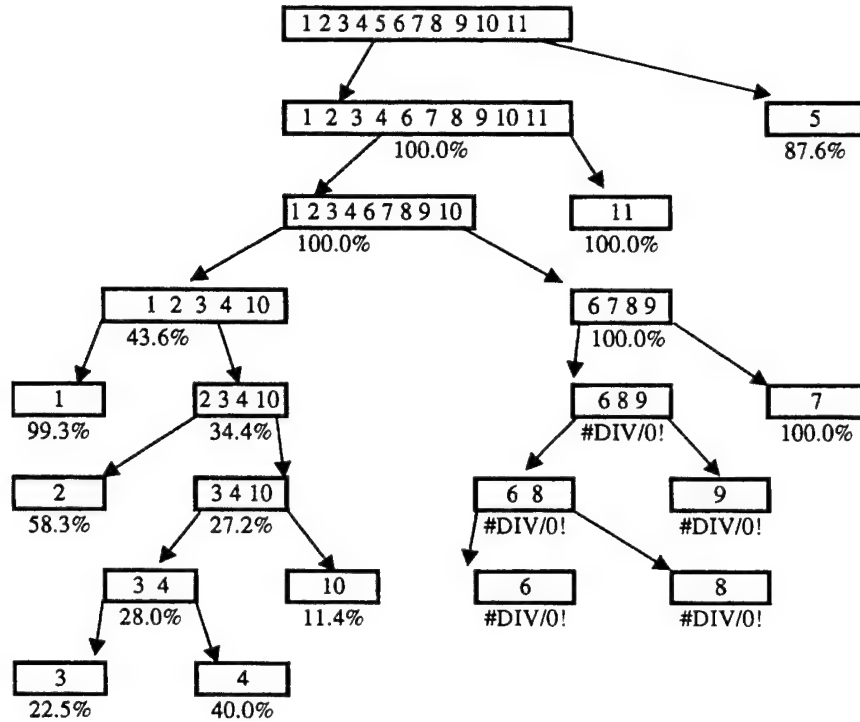 1 2 3 4 5 6 7 8 9 10 11
1 2 3 4 6 7 8 9 10 11
5
100.0%
87.6%
1 2 3 4 6 7 8 9 10
11
100.0%
100.0%
1 2 3 4 10
6 7 8 9
43.6%
100.0%
1
2 3 4 10
6 8 9
7
99.3%
34.4%
#DIV/0!
100.0%
2
3 4 10
6 8
9
58.3%
27.2%
#DIV/0!
#DIV/0!
3 4
10
6
8
28.0%
11.4%
#DIV/0!
#DIV/0!
3
4
22.5%
40.0%